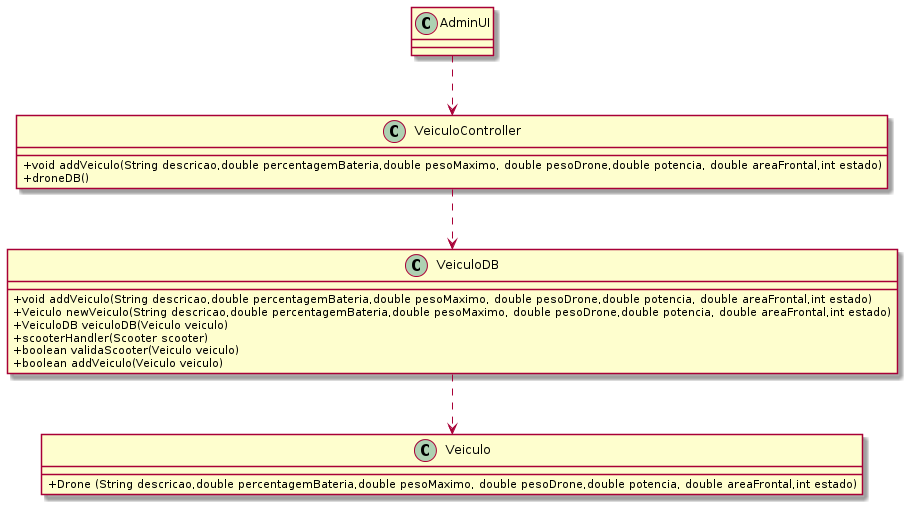 C AdminUI
C VeiculoController
+void addVeiculo(String descricao,double percentagemBateria,double pesoMaximo, double pesoDrone,double potencia, double areaFrontal,int estado)
+droneDB()
C VeiculoDB
+void addVeiculo(String descricao,double percentagemBateria,double pesoMaximo, double pesoDrone,double potencia, double areaFrontal,int estado)
+Veiculo newVeiculo(String descricao,double percentagemBateria,double pesoMaximo, double pesoDrone,double potencia, double areaFrontal,int estado)
+VeiculoDB veiculoDB(Veiculo veiculo)
+scooterHandler(Scooter scooter)
+boolean validaScooter(Veiculo veiculo)
+boolean addVeiculo(Veiculo veiculo)
C Veiculo
+Drone (String descricao,double percentagemBateria,double pesoMaximo, double pesoDrone,double potencia, double areaFrontal,int estado)